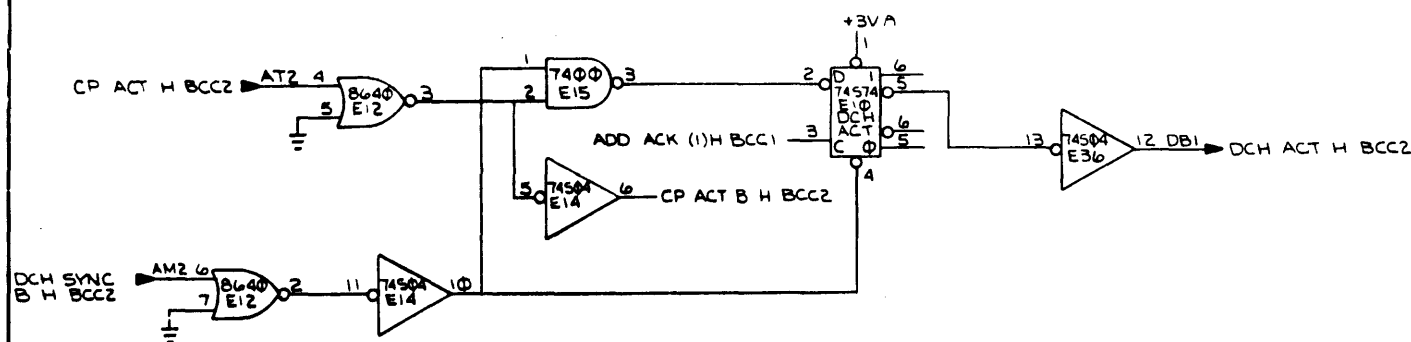 +3V A
1
CP ACT H BCC2 AT2 4
8640
E12
3
5
1
2
7400
E15
3
2
D 1
74S74
E10
DCH
ACT
C 0
6
5
6
5
4
ADD ACK (1)H BCC1 3
5
74S04
E14
6 CP ACT B H BCC2
13
74S04
E36
12 DB1 DCH ACT H BCC2
DCH SYNC
B H BCC2
AM2 6
7
8640
E12
2
11
74S04
E14
10